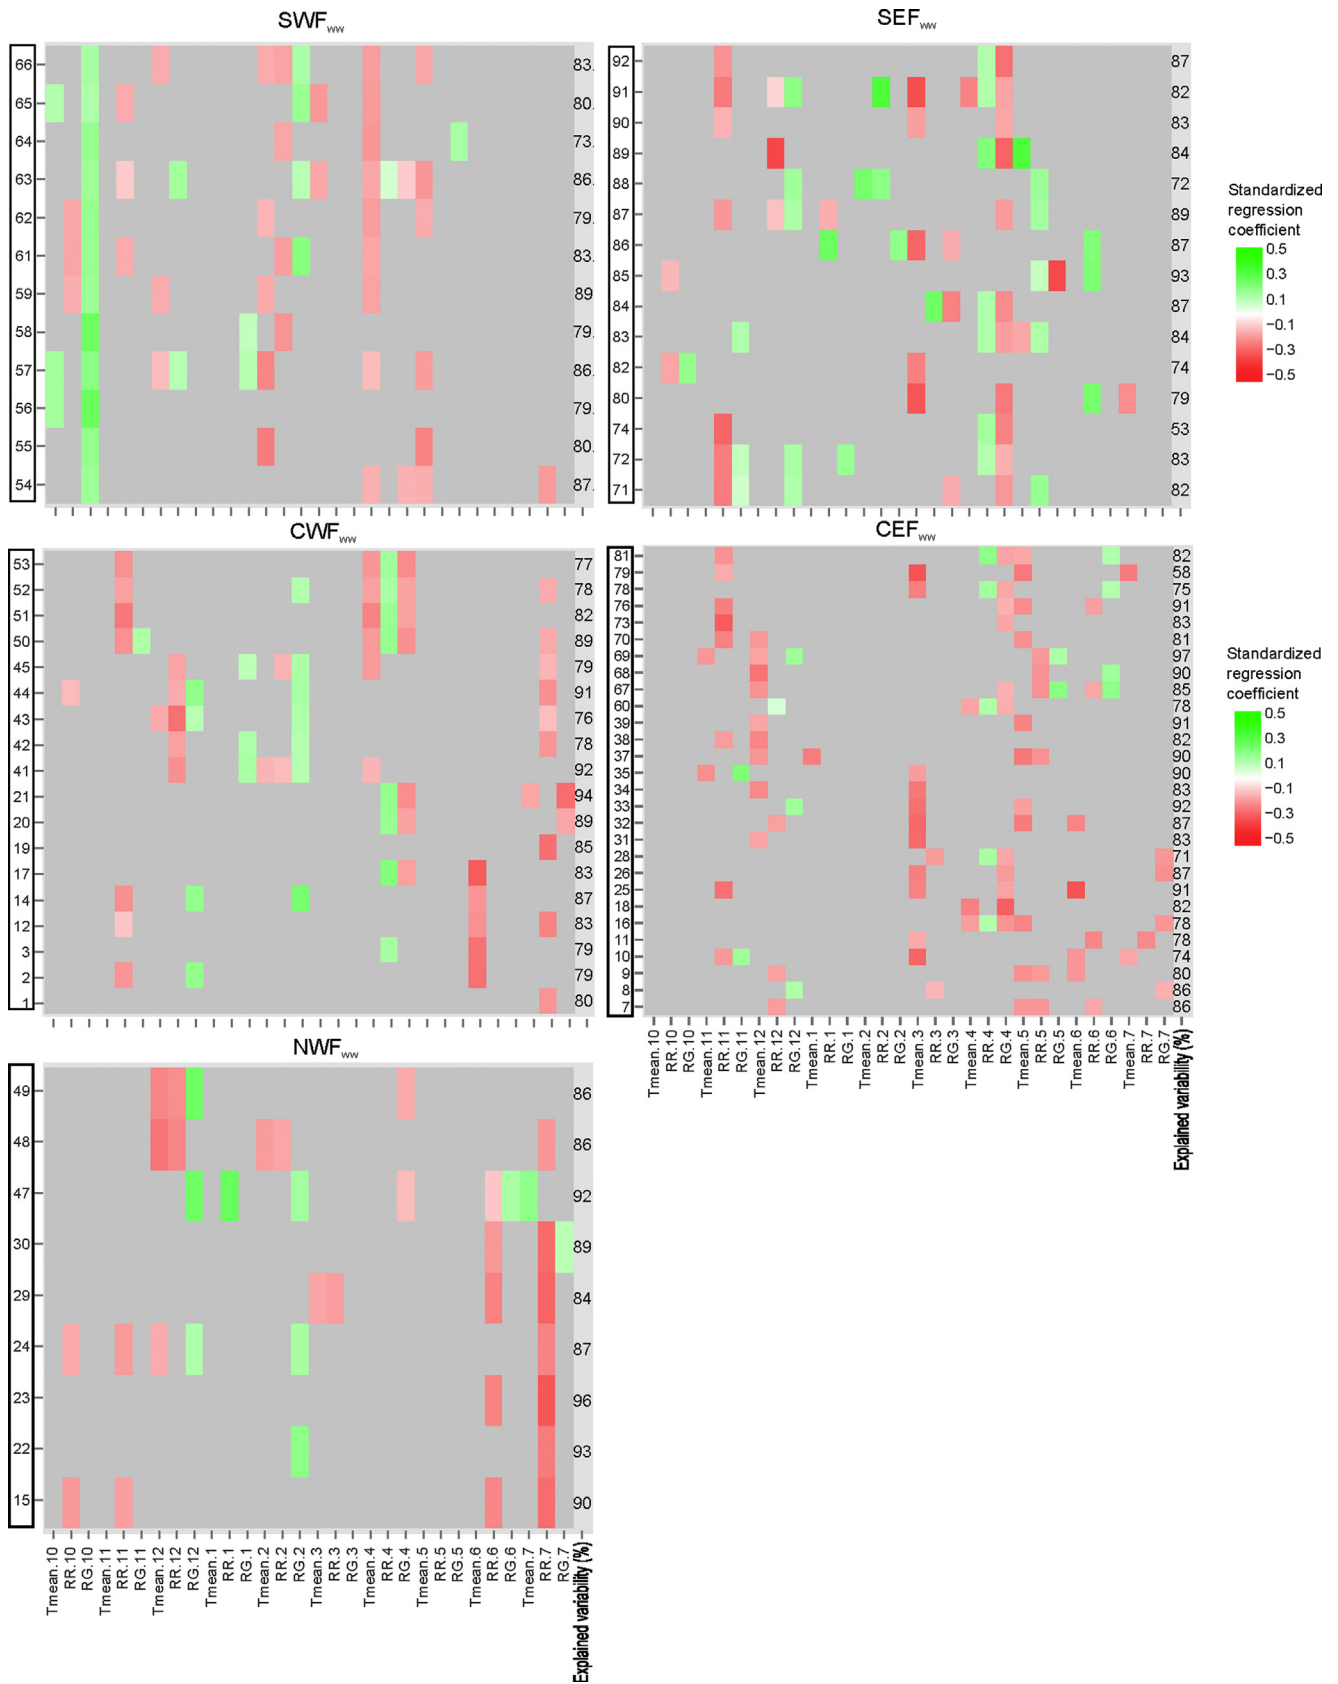 SWFww
66
65
64
63
62
61
59
58
57
56
55
54
83.
80.
73.
86.
79.
83.
89.
79.
86.
79.
80.
87.
SEFww
92
91
90
89
88
87
86
85
84
83
82
80
74
72
71
87
82
83
84
72
89
87
93
87
84
74
79
53
83
82
Standardized
regression
coefficient
0.5
0.3
0.1
−0.1
−0.3
−0.5
CWFww
53
52
51
50
45
44
43
42
41
21
20
19
17
14
12
3
2
1
77
78
82
89
79
91
76
78
92
94
89
85
83
87
83
79
79
80
CEFww
81
79
78
76
73
70
69
68
67
60
39
38
37
35
34
33
32
31
28
26
25
18
16
11
10
9
8
7
82
58
75
91
83
81
97
90
85
78
91
82
90
90
83
92
87
83
71
87
91
82
78
78
74
80
86
86
Standardized
regression
coefficient
0.5
0.3
0.1
−0.1
−0.3
−0.5
Tmean.10
RR.10
RG.10
Tmean.11
RR.11
RG.11
Tmean.12
RR.12
RG.12
Tmean.1
RR.1
RG.1
Tmean.2
RR.2
RG.2
Tmean.3
RR.3
RG.3
Tmean.4
RR.4
RG.4
Tmean.5
RR.5
RG.5
Tmean.6
RR.6
RG.6
Tmean.7
RR.7
RG.7
Explained variability (%)
NWFww
49
48
47
30
29
24
23
22
15
86
86
92
89
84
87
96
93
90
Tmean.10
RR.10
RG.10
Tmean.11
RR.11
RG.11
Tmean.12
RR.12
RG.12
Tmean.1
RR.1
RG.1
Tmean.2
RR.2
RG.2
Tmean.3
RR.3
RG.3
Tmean.4
RR.4
RG.4
Tmean.5
RR.5
RG.5
Tmean.6
RR.6
RG.6
Tmean.7
RR.7
RG.7
Explained variability (%)